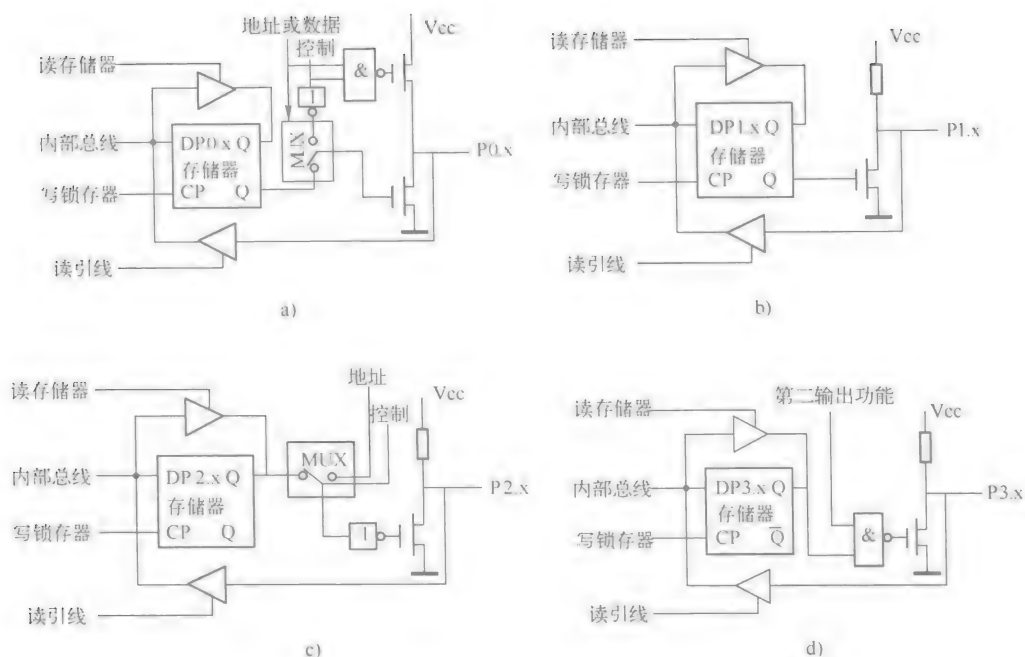 地址或数据
控制
Vcc
读存储器
&
1
内部总线
DP0.x Q
存储器
MUX
P0.x
写锁存器
CP Q
读引线
a)
读存储器
Vcc
内部总线
DP1.x Q
存储器
P1.x
写锁存器
CP Q
读引线
b)
读存储器
地址
控制
Vcc
内部总线
DP2.x Q
存储器
MUX
P2.x
写锁存器
CP Q
1
读引线
c)
读存储器
第二输出功能
Vcc
内部总线
DP3.x Q
存储器
P3.x
写锁存器
CP Q̅
&
读引线
d)